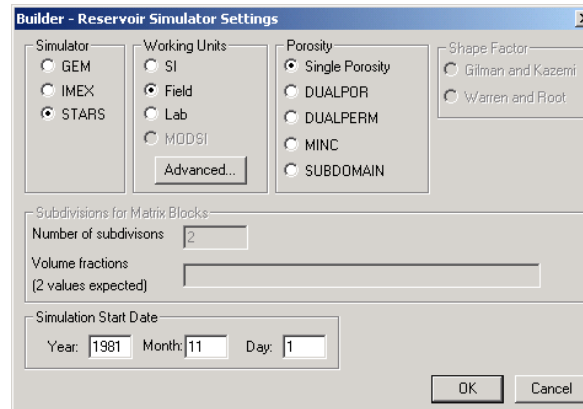 Builder - Reservoir Simulator Settings
Simulator
GEM
IMEX
STARS
Working Units
SI
Field
Lab
MODSI
Advanced...
Porosity
Single Porosity
DUALPOR
DUALPERM
MINC
SUBDOMAIN
Shape Factor
Gilman and Kazemi
Warren and Root
Subdivisions for Matrix Blocks
Number of subdivisons 2
Volume fractions
(2 values expected)
Simulation Start Date
Year: 1981 Month: 11 Day: 1
OK Cancel